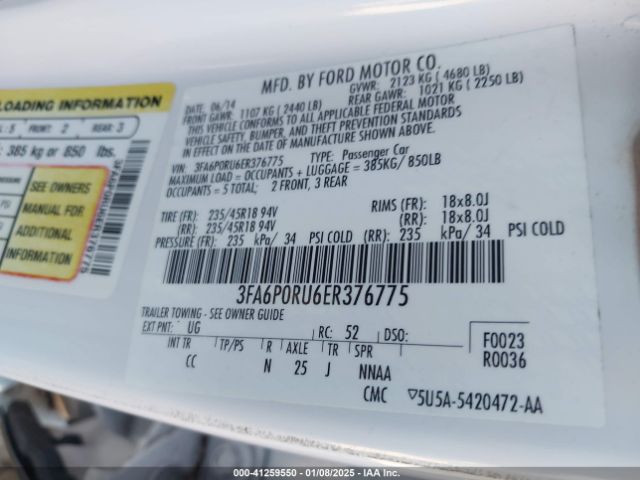 LOADING INFORMATION
: 5 FRONT: 2 REAR: 3
385 kg or 850 lbs.
SEE OWNERS
MANUAL FOR
ADDITIONAL
INFORMATION
3FA6P0RU6ER376775
MFD. BY FORD MOTOR CO.
DATE: 06/14 GVWR: 2123 KG ( 4680 LB)
FRONT GAWR: 1107 KG ( 2440 LB) REAR GAWR: 1021 KG ( 2250 LB)
THIS VEHICLE CONFORMS TO ALL APPLICABLE FEDERAL MOTOR
VEHICLE SAFETY, BUMPER, AND THEFT PREVENTION STANDARDS
IN EFFECT ON THE DATE OF MANUFACTURE SHOWN ABOVE.
VIN: 3FA6P0RU6ER376775 TYPE: Passenger Car
MAXIMUM LOAD = OCCUPANTS + LUGGAGE = 385KG/ 850LB
OCCUPANTS = 5 TOTAL; 2 FRONT, 3 REAR
TIRE (FR): 235/45R18 94V RIMS (FR): 18x8.0J
(RR): 235/45R18 94V (RR): 18x8.0J
PRESSURE (FR): 235 kPa/ 34 PSI COLD (RR): 235 kPa/ 34 PSI COLD
3FA6P0RU6ER376775
TRAILER TOWING - SEE OWNER GUIDE
EXT PNT: UG RC: 52 DSO: F0023
INT TR TP/PS R AXLE TR SPR R0036
CC N 25 J NNAA
CMC ▽5U5A-5420472-AA
000-41259550 - 01/08/2025 - IAA Inc.